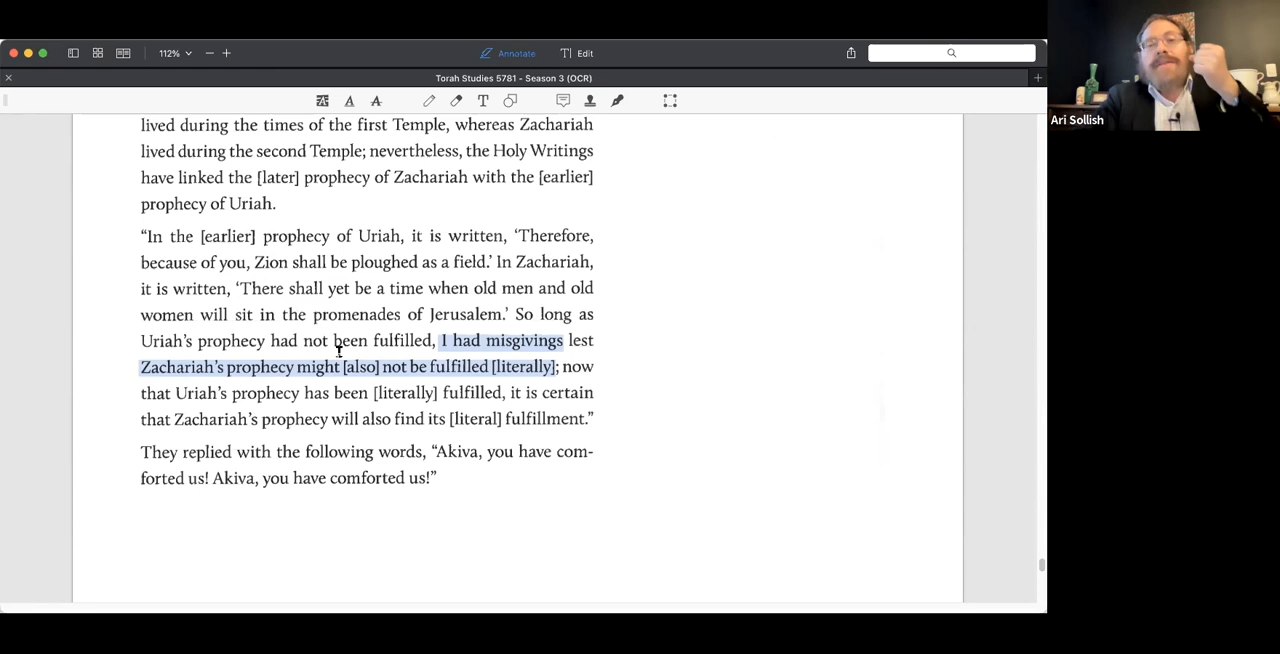 112%
Annotate
Edit
Torah Studies 5781 - Season 3 (OCR)
Ari Sollish
lived during the times of the first Temple, whereas Zachariah
lived during the second Temple; nevertheless, the Holy Writings
have linked the [later] prophecy of Zachariah with the [earlier]
prophecy of Uriah.
“In the [earlier] prophecy of Uriah, it is written, ‘Therefore,
because of you, Zion shall be ploughed as a field.’ In Zachariah,
it is written, ‘There shall yet be a time when old men and old
women will sit in the promenades of Jerusalem.’ So long as
Uriah’s prophecy had not been fulfilled, I had misgivings lest
Zachariah’s prophecy might [also] not be fulfilled [literally]; now
that Uriah’s prophecy has been [literally] fulfilled, it is certain
that Zachariah’s prophecy will also find its [literal] fulfillment.”
They replied with the following words, “Akiva, you have com-
forted us! Akiva, you have comforted us!”